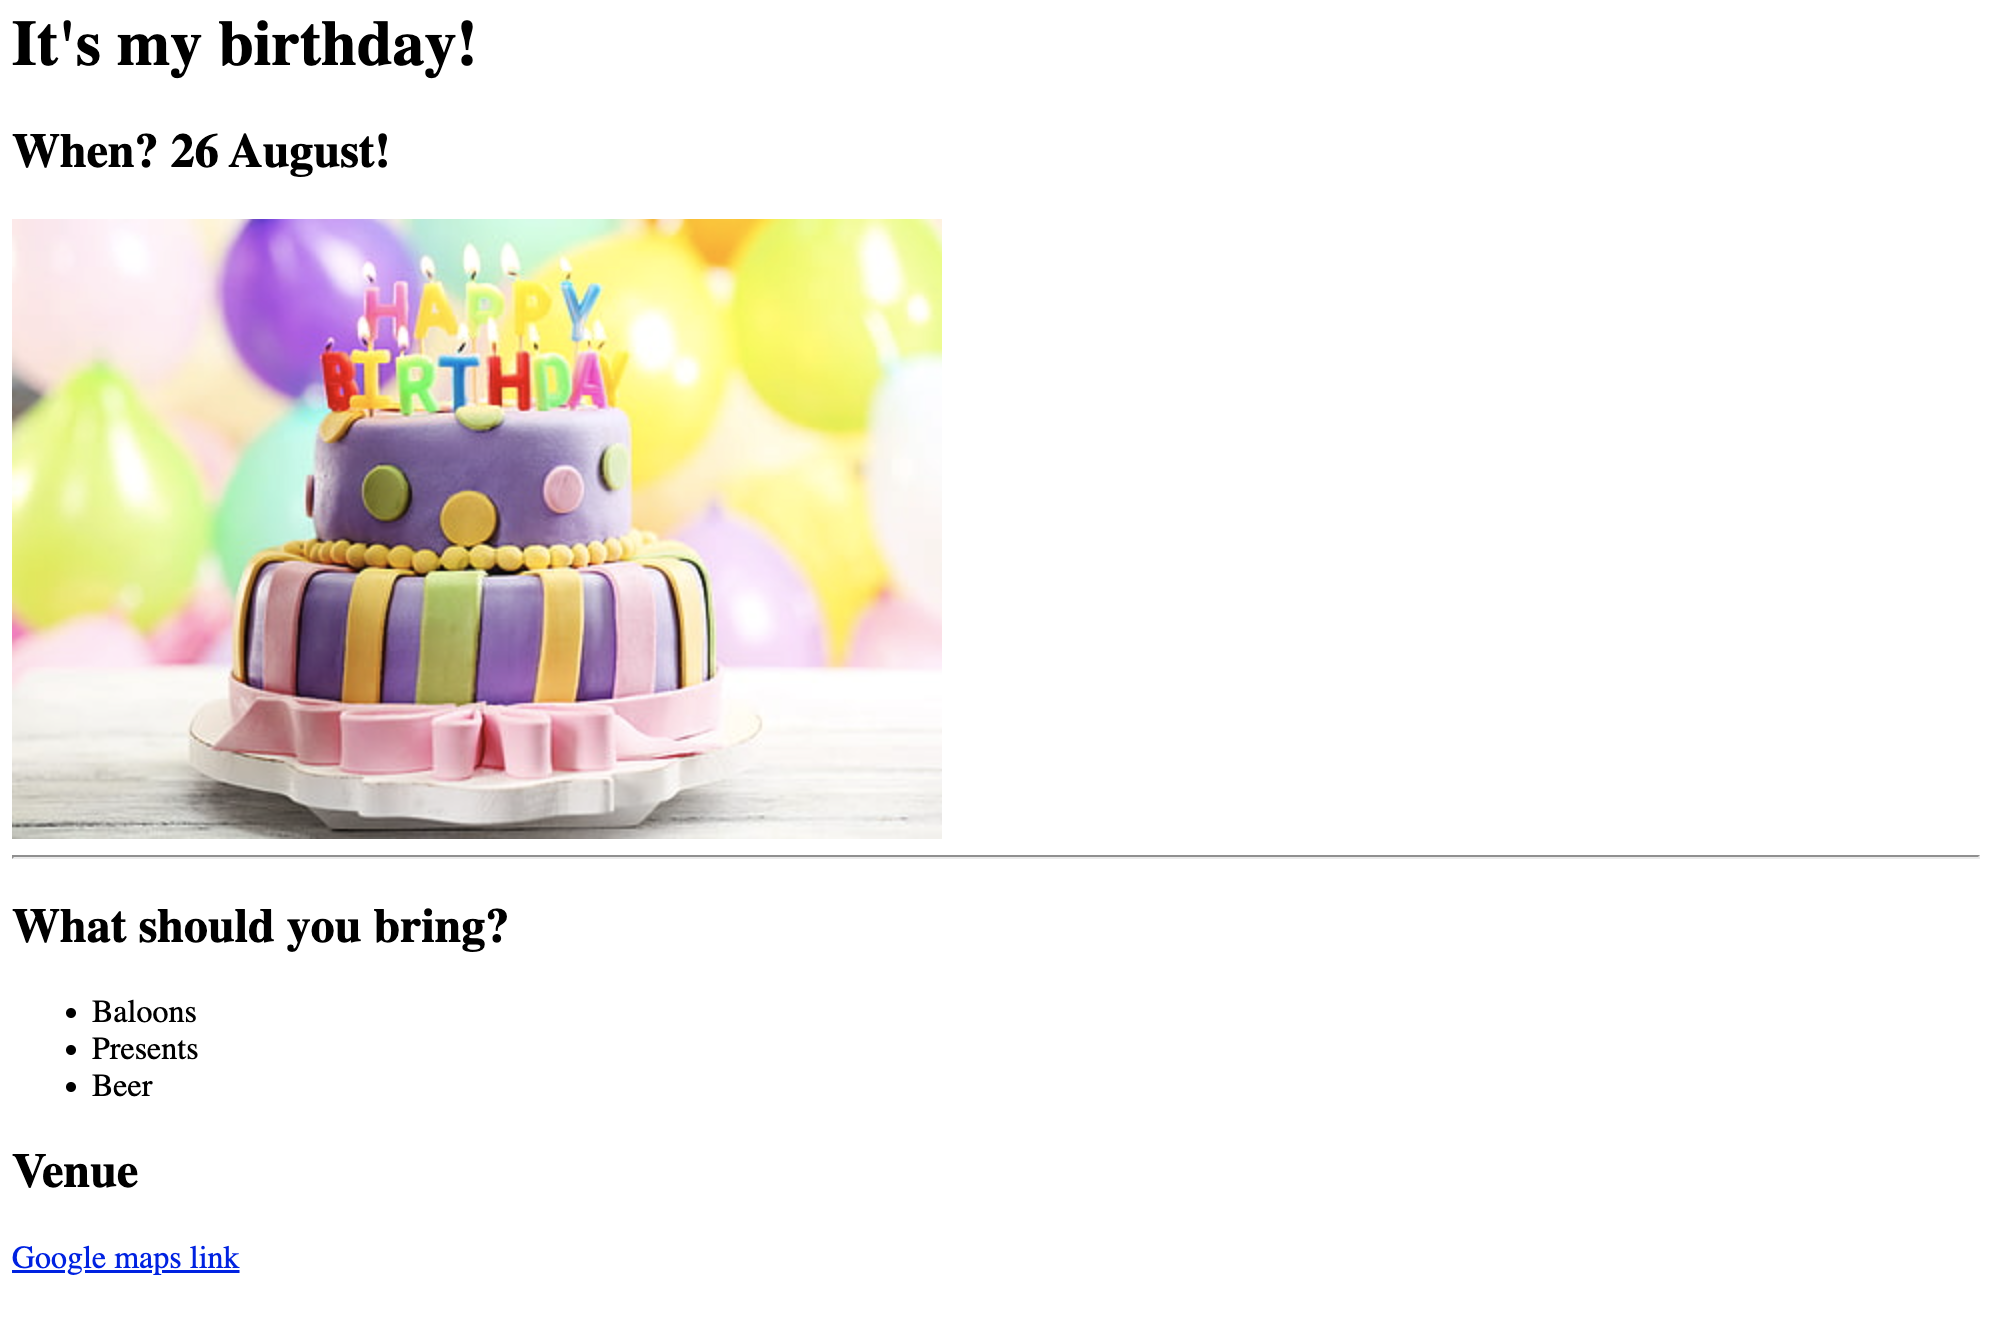 It's my birthday!
When? 26 August!
HAPPY
BIRTHDAY
What should you bring?
Baloons
Presents
Beer
Venue
Google maps link